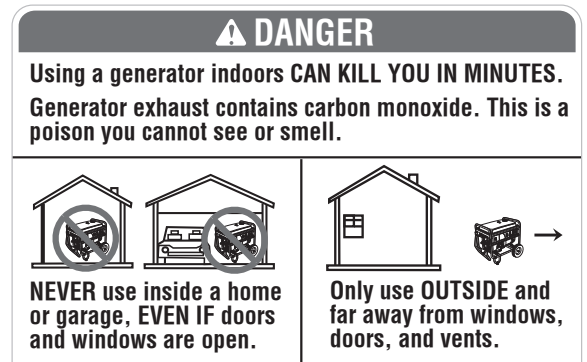 DANGER
Using a generator indoors CAN KILL YOU IN MINUTES.
Generator exhaust contains carbon monoxide. This is a
poison you cannot see or smell.
NEVER use inside a home
or garage, EVEN IF doors
and windows are open.
Only use OUTSIDE and
far away from windows,
doors, and vents.